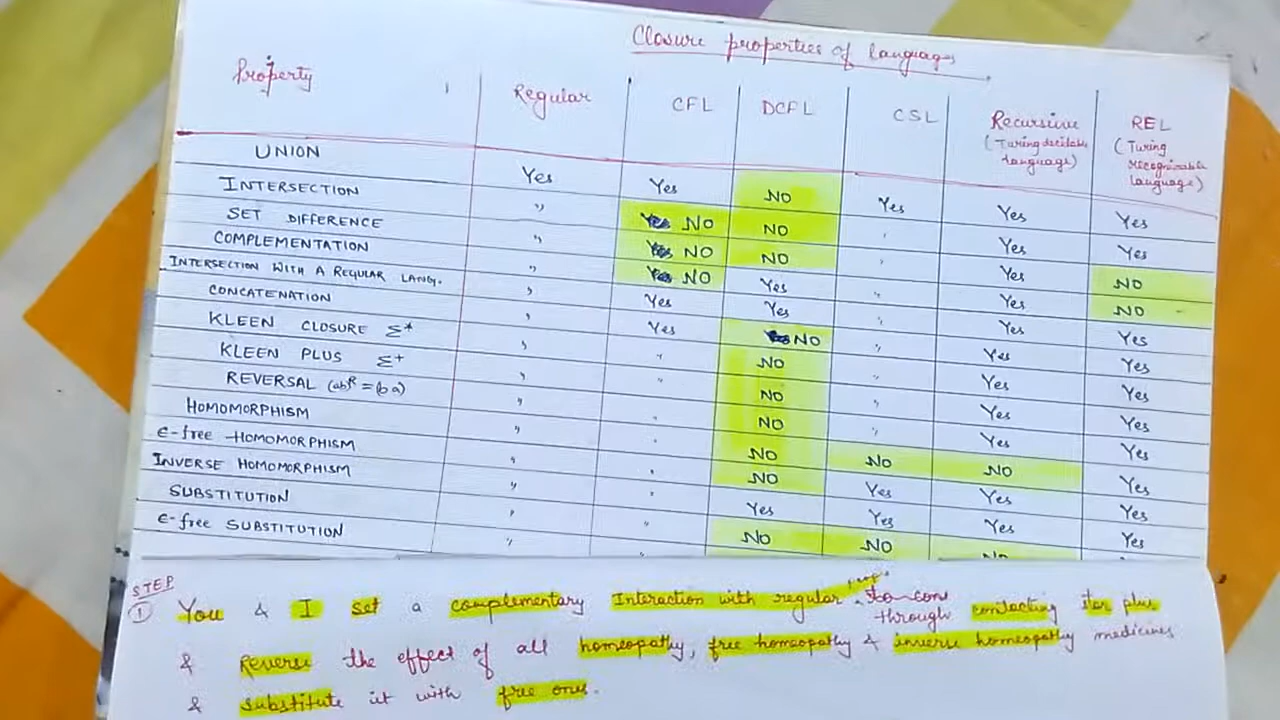 Closure properties of languages
Property Regular CFL DCFL CSL Recursive (Turing decidable language) REL (Turing recognizable language)
UNION Yes Yes NO Yes Yes Yes
INTERSECTION " Yes NO NO " Yes Yes
SET DIFFERENCE " Yes NO NO " Yes NO
COMPLEMENTATION " Yes NO Yes " Yes NO
INTERSECTION WITH A REGULAR LANG. " Yes Yes " Yes Yes
CONCATENATION " Yes NO " Yes Yes
KLEEN CLOSURE Σ* " " NO " Yes Yes
KLEEN PLUS Σ+ " " NO " Yes Yes
REVERSAL (ab)ᴿ = (ba) " " NO " Yes Yes
HOMOMORPHISM " " NO NO NO Yes
ϵ-free HOMOMORPHISM " " NO Yes Yes Yes
INVERSE HOMOMORPHISM " " Yes Yes Yes Yes
SUBSTITUTION " " NO NO NO
ϵ-free SUBSTITUTION "
STEP
① You & I set a complementary Interaction with regular through contacting plus
& Reverse the effect of all homeopathy, free homeopathy & inverse homeopathy medicines
& substitute it with free ones.